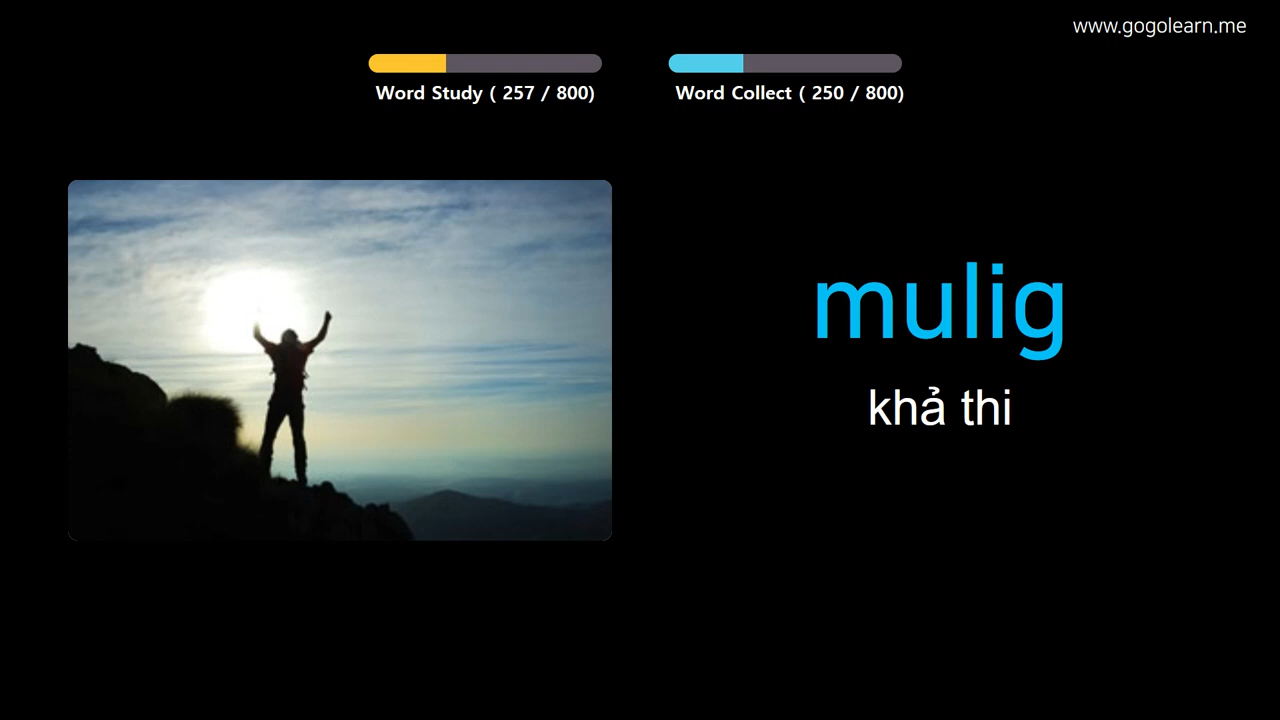 www.gogolearn.me
Word Study ( 257 / 800)
Word Collect ( 250 / 800)
mulig
khả thi